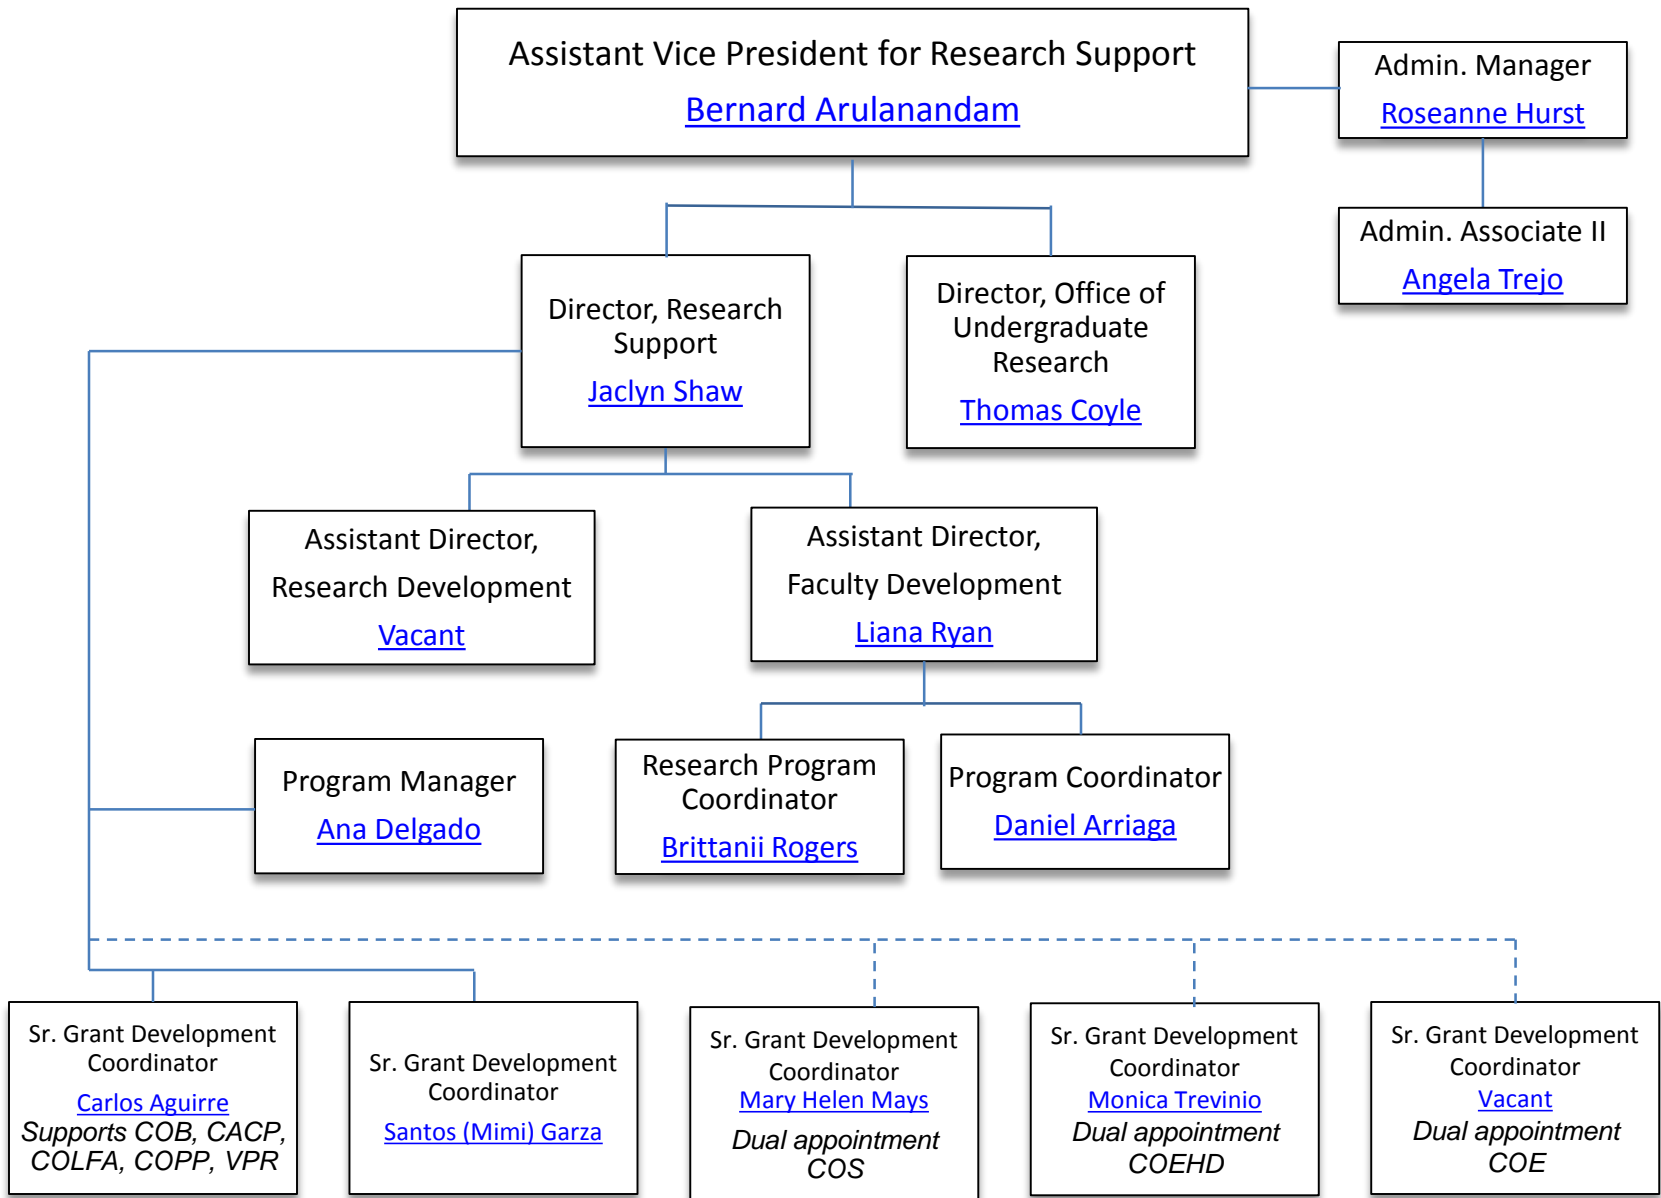 Assistant Vice President for Research Support
Bernard Arulanandam
Admin. Manager
Roseanne Hurst
Admin. Associate II
Angela Trejo
Director, Research
Support
Jaclyn Shaw
Director, Office of
Undergraduate
Research
Thomas Coyle
Assistant Director,
Research Development
Vacant
Assistant Director,
Faculty Development
Liana Ryan
Program Manager
Ana Delgado
Research Program
Coordinator
Brittanii Rogers
Program Coordinator
Daniel Arriaga
Sr. Grant Development
Coordinator
Carlos Aguirre
Supports COB, CACP,
COLFA, COPP, VPR
Sr. Grant Development
Coordinator
Santos (Mimi) Garza
Sr. Grant Development
Coordinator
Mary Helen Mays
Dual appointment
COS
Sr. Grant Development
Coordinator
Monica Trevinio
Dual appointment
COEHD
Sr. Grant Development
Coordinator
Vacant
Dual appointment
COE